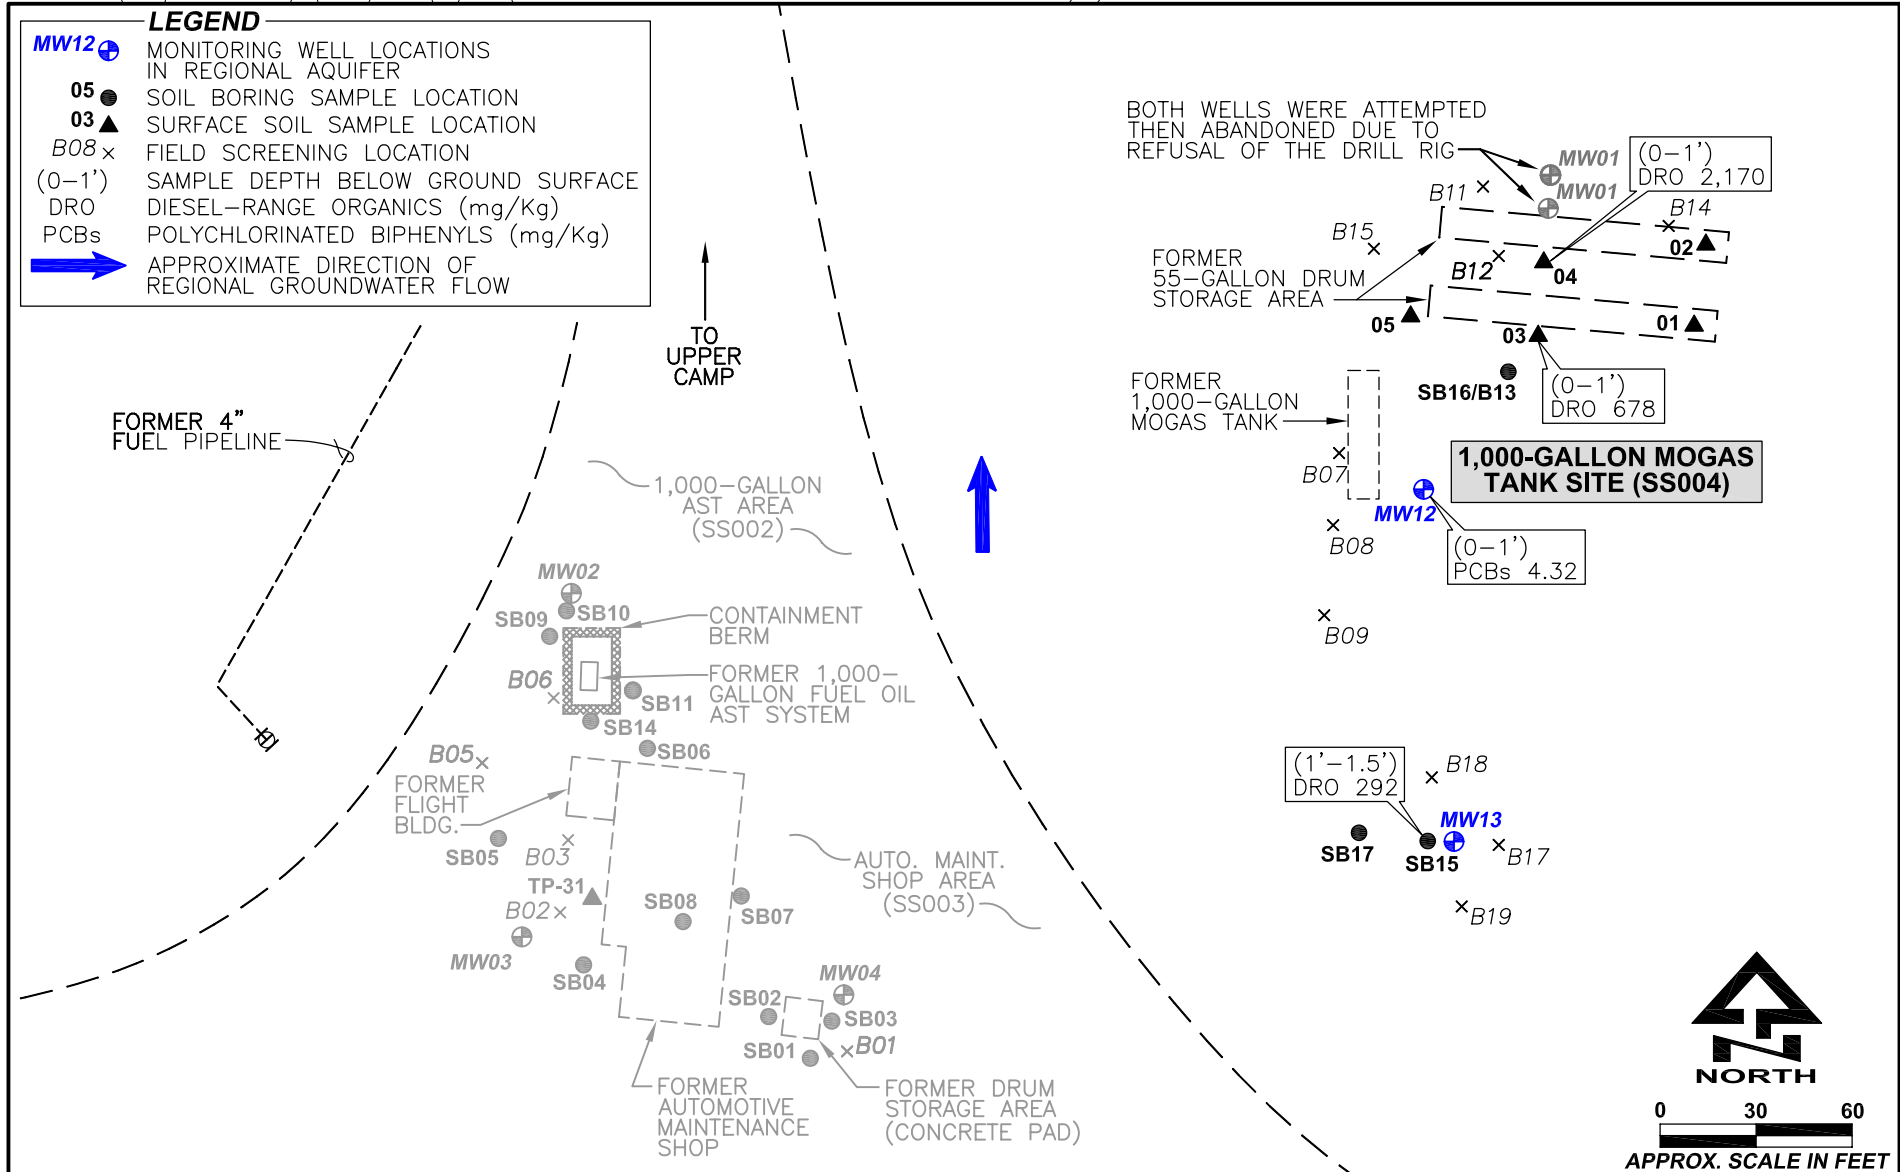 LEGEND
MW12 MONITORING WELL LOCATIONS
IN REGIONAL AQUIFER
05 SOIL BORING SAMPLE LOCATION
03 SURFACE SOIL SAMPLE LOCATION
B08 × FIELD SCREENING LOCATION
(0-1') SAMPLE DEPTH BELOW GROUND SURFACE
DRO DIESEL-RANGE ORGANICS (mg/Kg)
PCBs POLYCHLORINATED BIPHENYLS (mg/Kg)
APPROXIMATE DIRECTION OF
REGIONAL GROUNDWATER FLOW
TO
UPPER
CAMP
FORMER 4"
FUEL PIPELINE
BOTH WELLS WERE ATTEMPTED
THEN ABANDONED DUE TO
REFUSAL OF THE DRILL RIG
MW01
MW01
(0-1')
DRO 2,170
B11
B14
B15
02
B12
04
FORMER
55-GALLON DRUM
STORAGE AREA
05
01
03
SB16/B13
(0-1')
DRO 678
FORMER
1,000-GALLON
MOGAS TANK
B07
1,000-GALLON MOGAS
TANK SITE (SS004)
MW12
B08
(0-1')
PCBs 4.32
B09
1,000-GALLON
AST AREA
(SS002)
MW02
SB10
SB09
CONTAINMENT
BERM
B06
FORMER 1,000-
GALLON FUEL OIL
AST SYSTEM
SB11
SB14
SB06
B05
FORMER
FLIGHT
BLDG.
SB05
B03
TP-31
B02
MW03
SB04
SB08
SB07
AUTO. MAINT.
SHOP AREA
(SS003)
MW04
SB02
SB03
SB01
B01
FORMER
AUTOMOTIVE
MAINTENANCE
SHOP
FORMER DRUM
STORAGE AREA
(CONCRETE PAD)
(1'-1.5')
DRO 292
B18
MW13
SB17
SB15
B17
B19
NORTH
0 30 60
APPROX. SCALE IN FEET